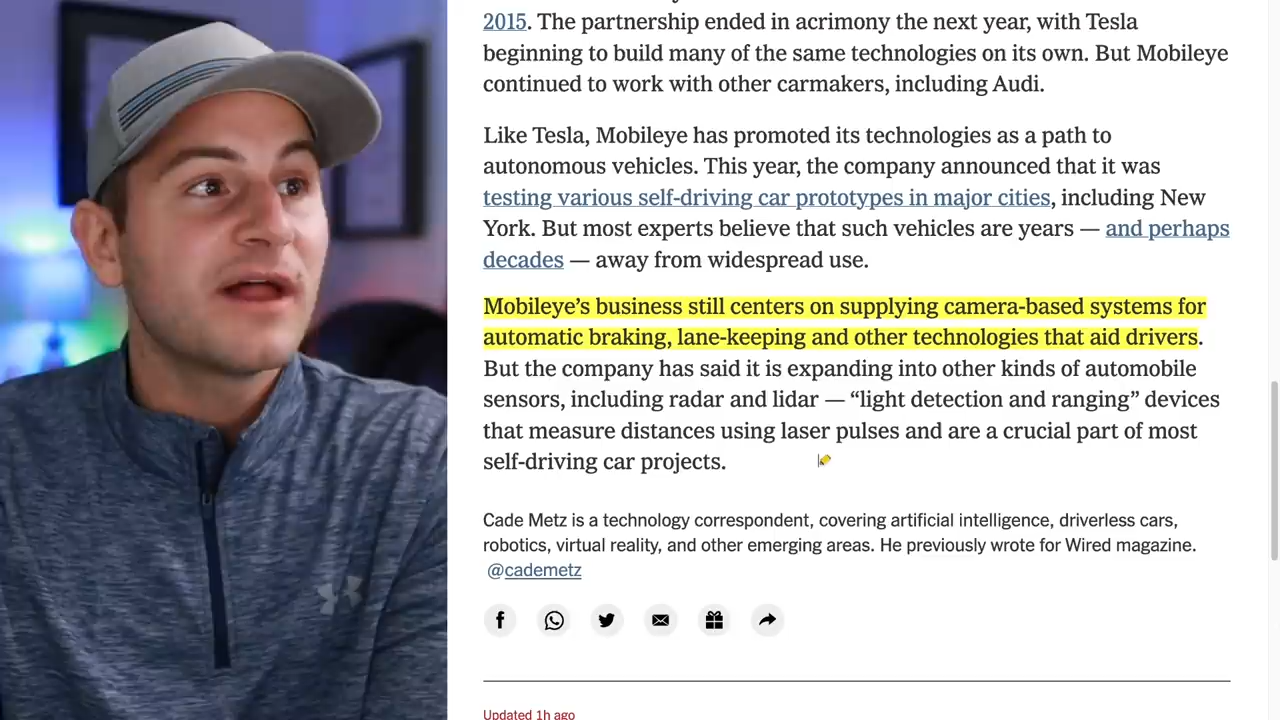 2015. The partnership ended in acrimony the next year, with Tesla
beginning to build many of the same technologies on its own. But Mobileye
continued to work with other carmakers, including Audi.
Like Tesla, Mobileye has promoted its technologies as a path to
autonomous vehicles. This year, the company announced that it was
testing various self-driving car prototypes in major cities, including New
York. But most experts believe that such vehicles are years — and perhaps
decades — away from widespread use.
Mobileye’s business still centers on supplying camera-based systems for
automatic braking, lane-keeping and other technologies that aid drivers.
But the company has said it is expanding into other kinds of automobile
sensors, including radar and lidar — “light detection and ranging” devices
that measure distances using laser pulses and are a crucial part of most
self-driving car projects.
Cade Metz is a technology correspondent, covering artificial intelligence, driverless cars,
robotics, virtual reality, and other emerging areas. He previously wrote for Wired magazine.
@cademetz
Updated 1h ago